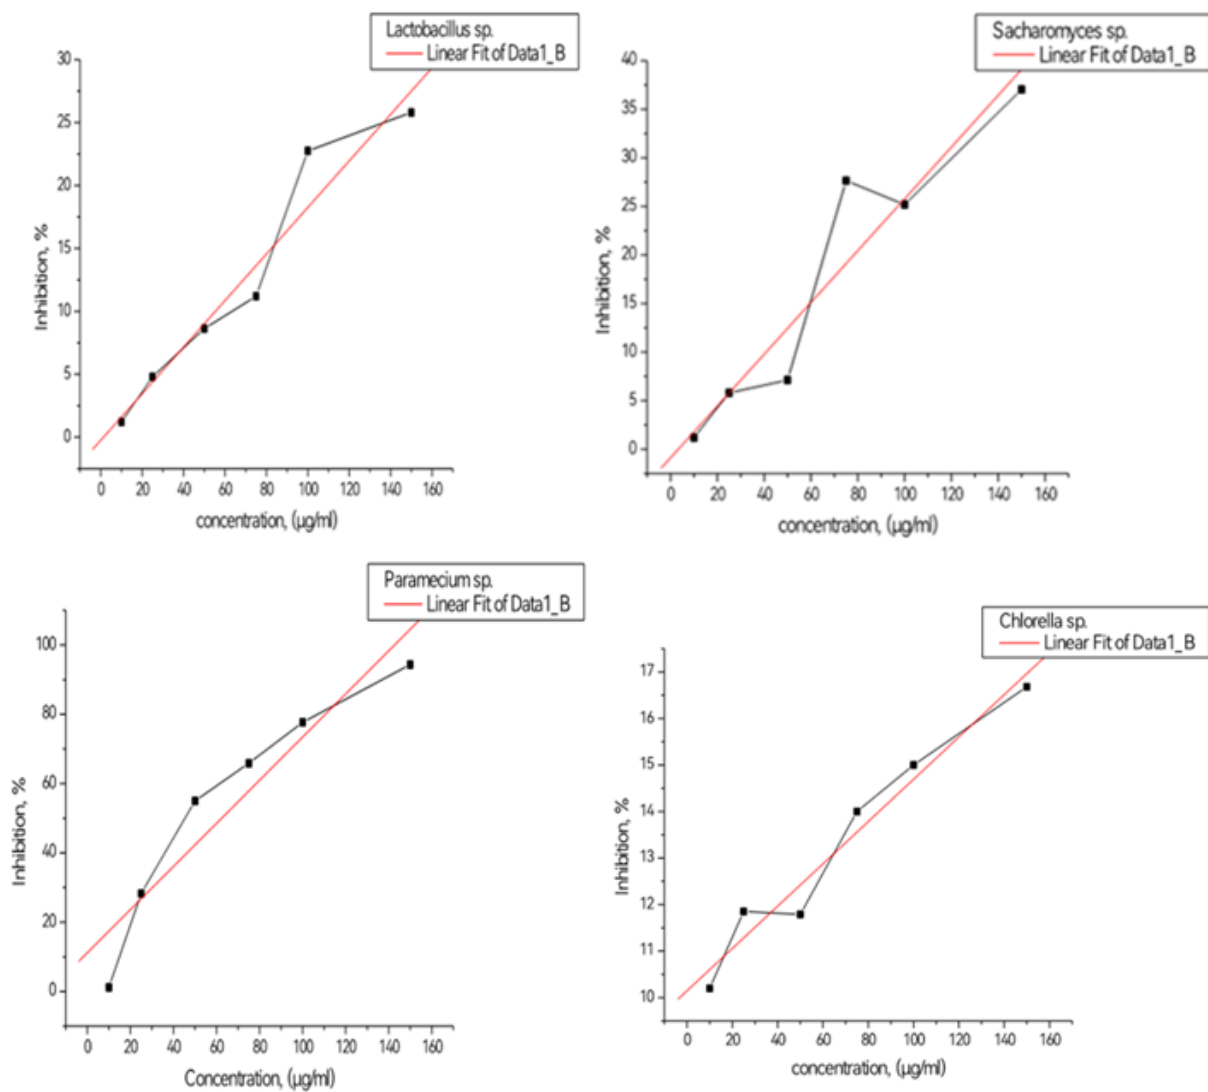 Lactobacillus sp.
Linear Fit of Data1_B
30
25
20
15
10
5
0
Inhibition, %
0 20 40 60 80 100 120 140 160
concentration, (µg/ml)
Sacharomyces sp.
Linear Fit of Data1_B
40
35
30
25
20
15
10
5
0
Inhibition, %
0 20 40 60 80 100 120 140 160
concentration, (µg/ml)
Paramecium sp.
Linear Fit of Data1_B
100
80
60
40
20
0
Inhibition, %
0 20 40 60 80 100 120 140 160
Concentration, (µg/ml)
Chlorella sp.
Linear Fit of Data1_B
17
16
15
14
13
12
11
10
Inhibition, %
0 20 40 60 80 100 120 140 160
concentration, (µg/ml)